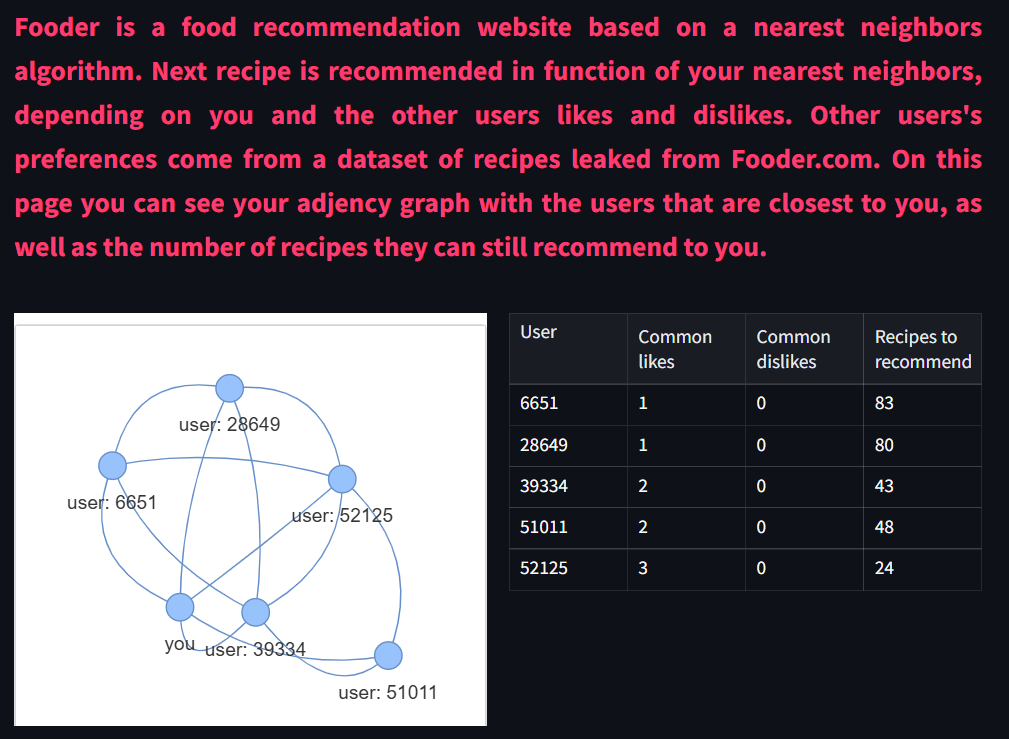 Fooder is a food recommendation website based on a nearest neighbors
algorithm. Next recipe is recommended in function of your nearest neighbors,
depending on you and the other users likes and dislikes. Other users's
preferences come from a dataset of recipes leaked from Fooder.com. On this
page you can see your adjency graph with the users that are closest to you, as
well as the number of recipes they can still recommend to you.
user: 28649
user: 6651
user: 52125
you
user: 39334
user: 51011
User Common likes Common dislikes Recipes to recommend
6651 1 0 83
28649 1 0 80
39334 2 0 43
51011 2 0 48
52125 3 0 24